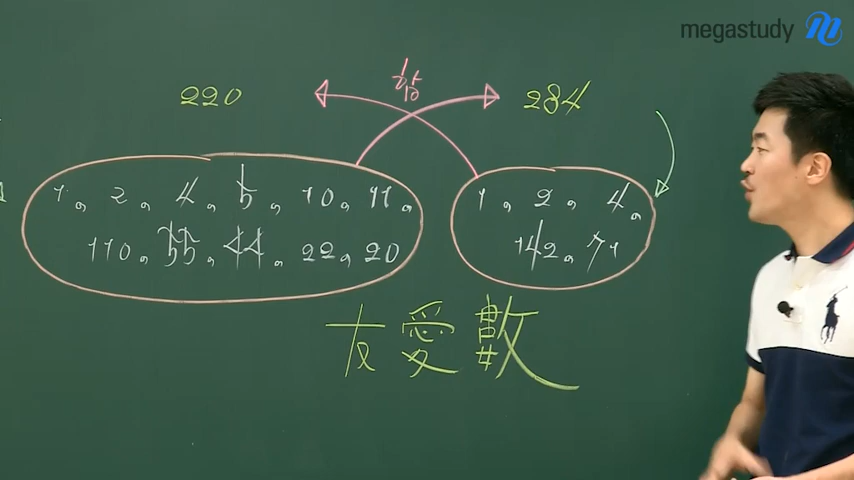 megastudy
220 합 284
1, 2, 4, 5, 10, 11,
110, 55, 44, 22, 20
1, 2, 4,
142, 71
友愛數